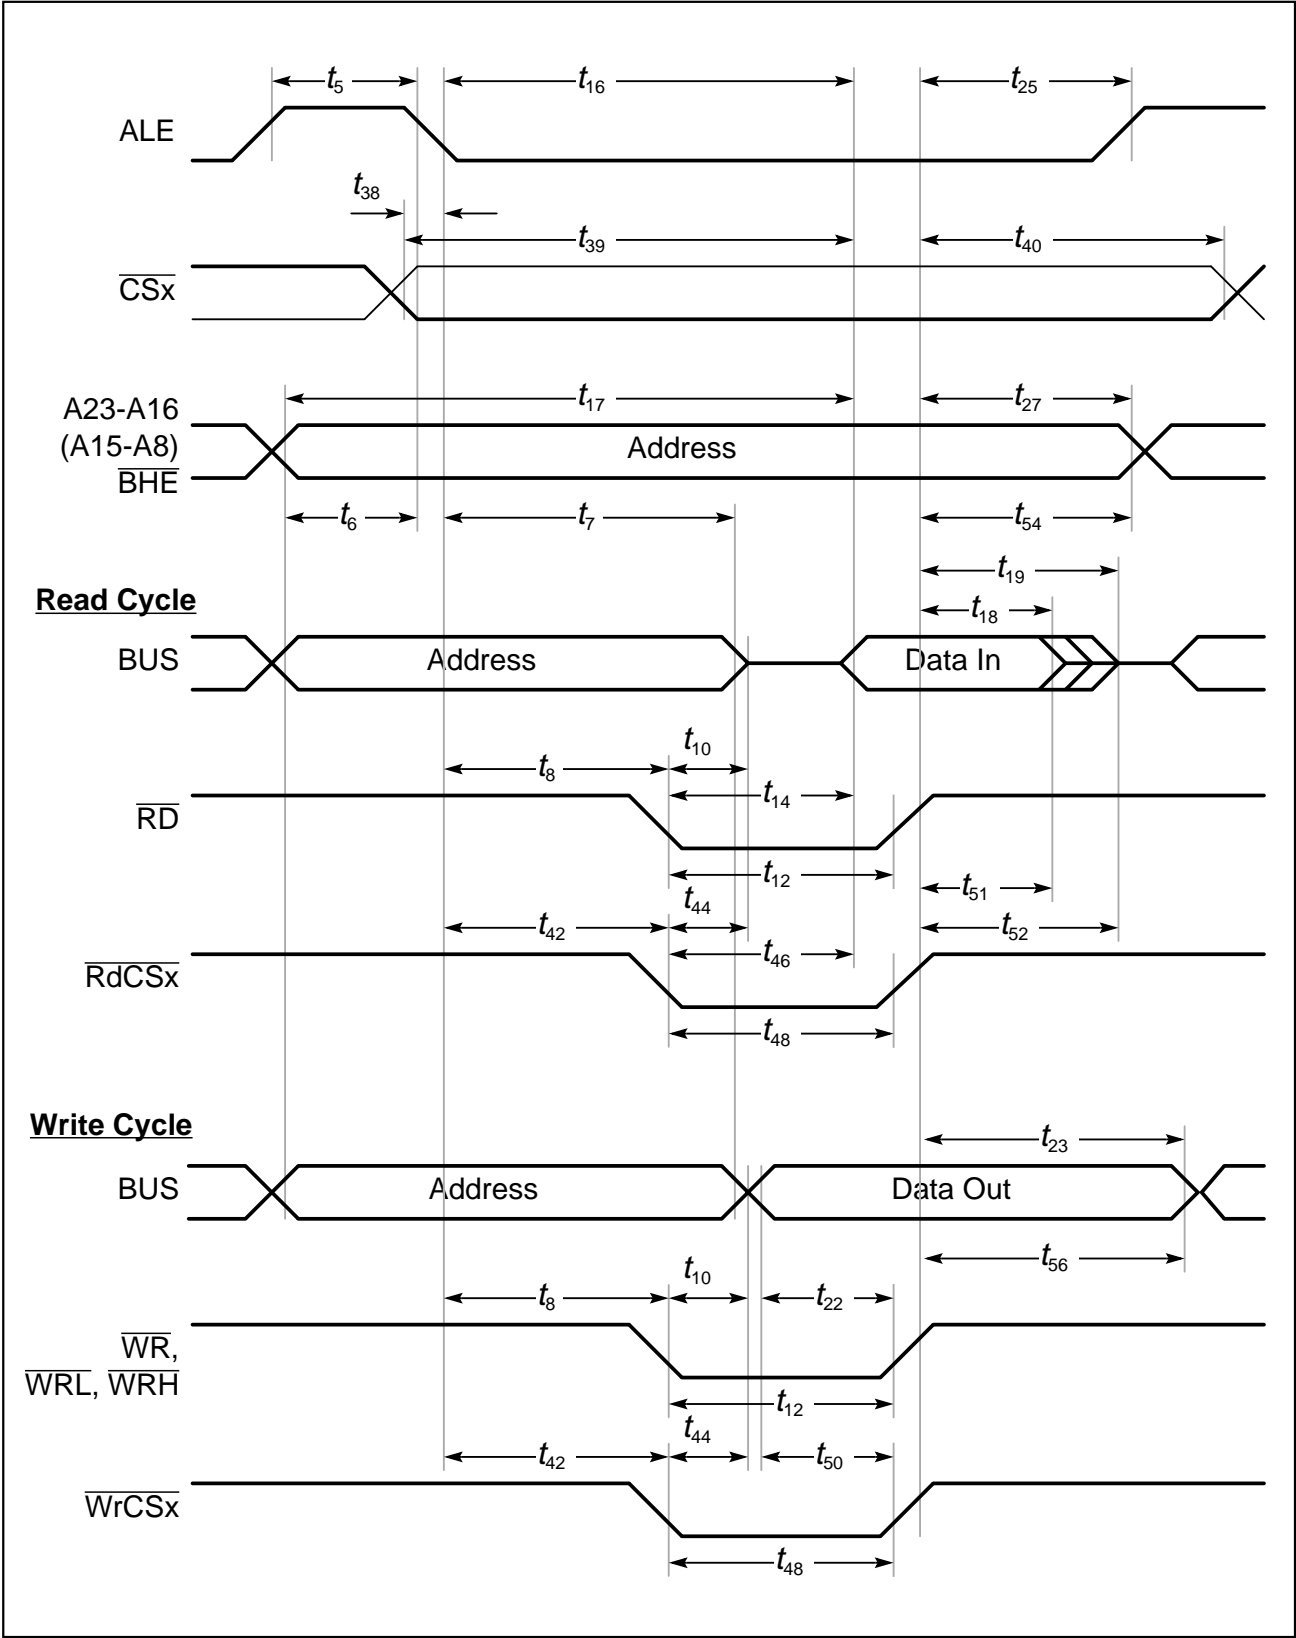 t5 t16 t25
ALE
t38
t39 t40
CSx
t17 t27
A23-A16
(A15-A8) Address
BHE
t6 t7 t54
t19
Read Cycle
t18
BUS Address Data In
t10
t8
t14
RD
t12 t51
t44
t42 t52
t46
RdCSx
t48
Write Cycle
t23
BUS Address Data Out
t56
t10
t8 t22
WR,
WRL, WRH
t12
t44
t42 t50
WrCSx
t48